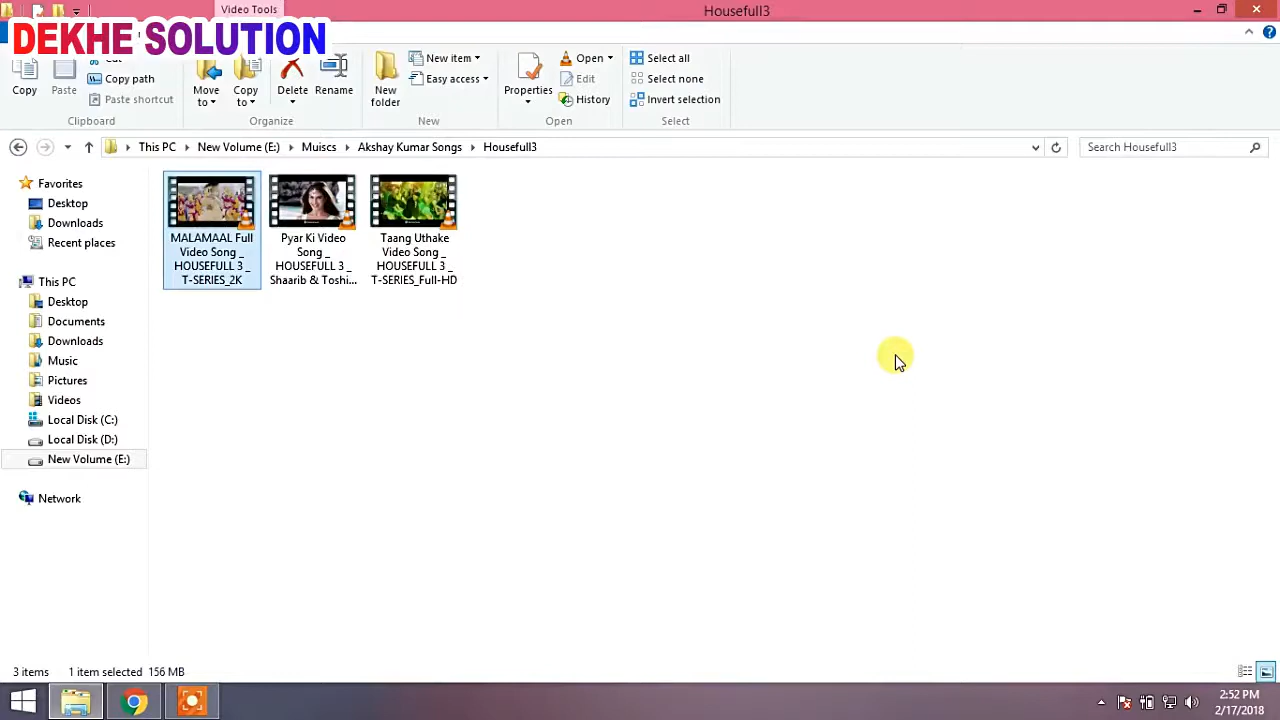 Video Tools
Housefull3
DEKHE SOLUTION
Copy
Paste
Cut
Copy path
Paste shortcut
Clipboard
Move to
Copy to
Delete
Rename
Organize
New folder
New item
Easy access
New
Properties
Open
Edit
History
Open
Select all
Select none
Invert selection
Select
This PC
New Volume (E:)
Muiscs
Akshay Kumar Songs
Housefull3
Search Housefull3
Favorites
Desktop
Downloads
Recent places
This PC
Desktop
Documents
Downloads
Music
Pictures
Videos
Local Disk (C:)
Local Disk (D:)
New Volume (E:)
Network
MALAMAAL Full
Video Song _
HOUSEFULL 3 _
T-SERIES_2K
Pyar Ki Video
Song _
HOUSEFULL 3 _
Shaarib & Toshi...
Taang Uthake
Video Song _
HOUSEFULL 3 _
T-SERIES_Full-HD
3 items
1 item selected 156 MB
2:52 PM
2/17/2018